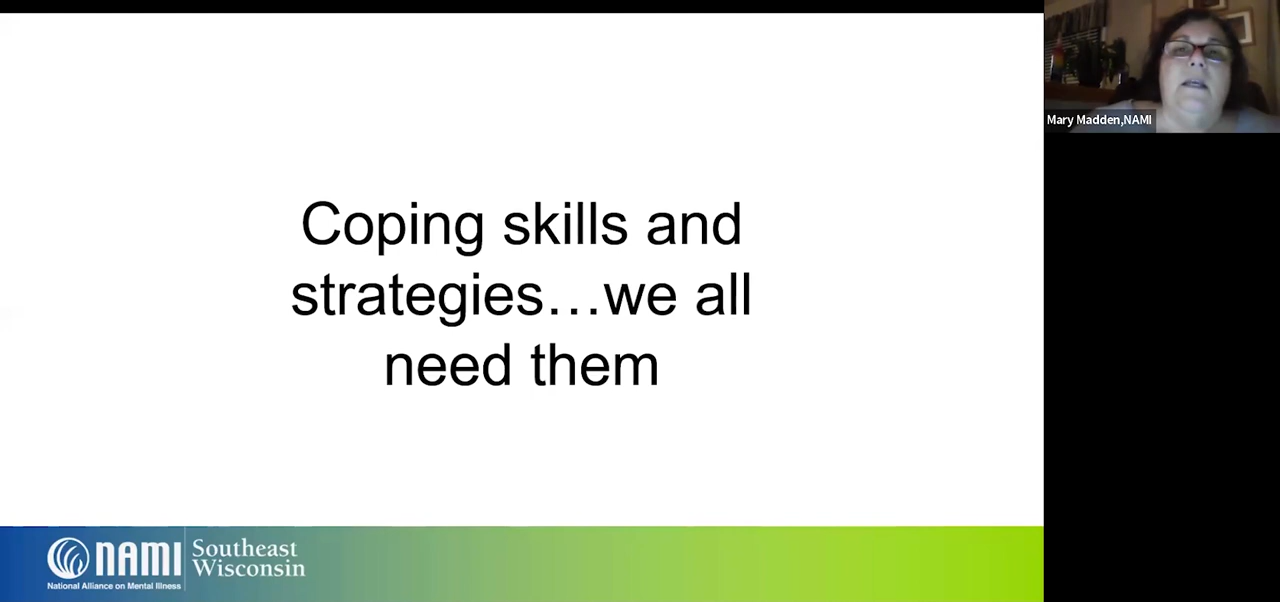 Mary Madden,NAMI
Coping skills and
strategies…we all
need them
NAMI
National Alliance on Mental Illness
Southeast
Wisconsin